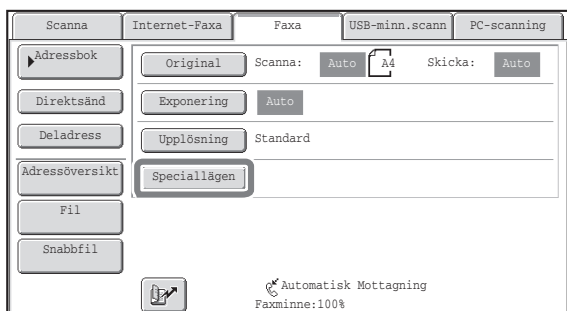 Scanna Internet-Faxa Faxa USB-minn.scann PC-scanning
Adressbok
Original Scanna: Auto A4 Skicka: Auto
Direktsänd
Exponering Auto
Deladress
Upplösning Standard
Adressöversikt
Speciallägen
Fil
Snabbfil
Automatisk Mottagning
Faxminne:100%